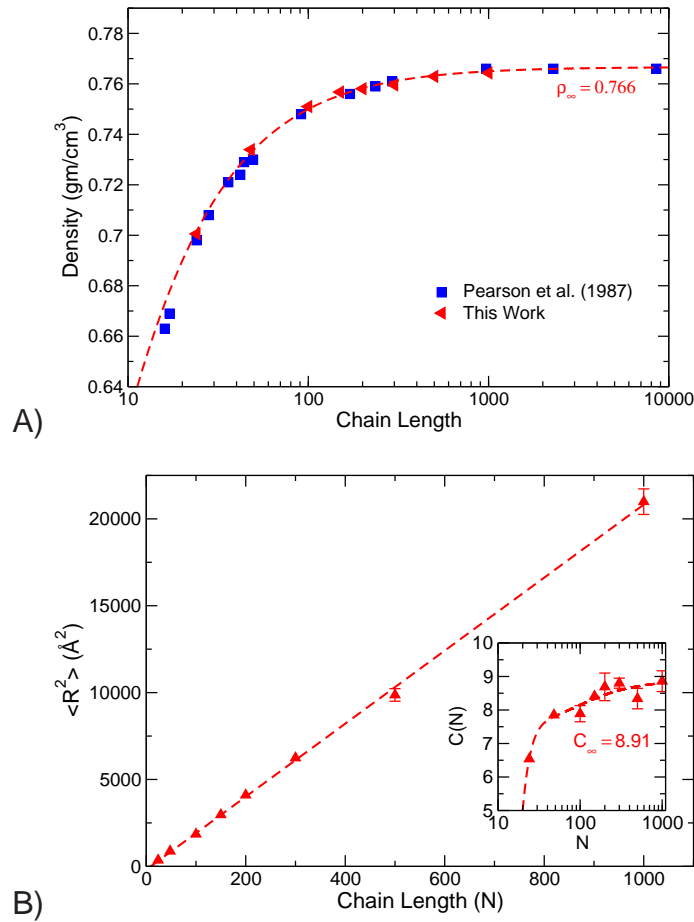 0.78
0.76
0.74
0.72
0.7
0.68
0.66
0.64
Density (gm/cm³)
ρ∞ = 0.766
Pearson et al. (1987)
This Work
10 100 1000 10000
Chain Length
A)
20000
15000
10000
5000
0
<R²> (Å²)
10
9
8
7
6
5
C(N)
C∞ = 8.91
10 100 1000
N
0 200 400 600 800 1000
Chain Length (N)
B)